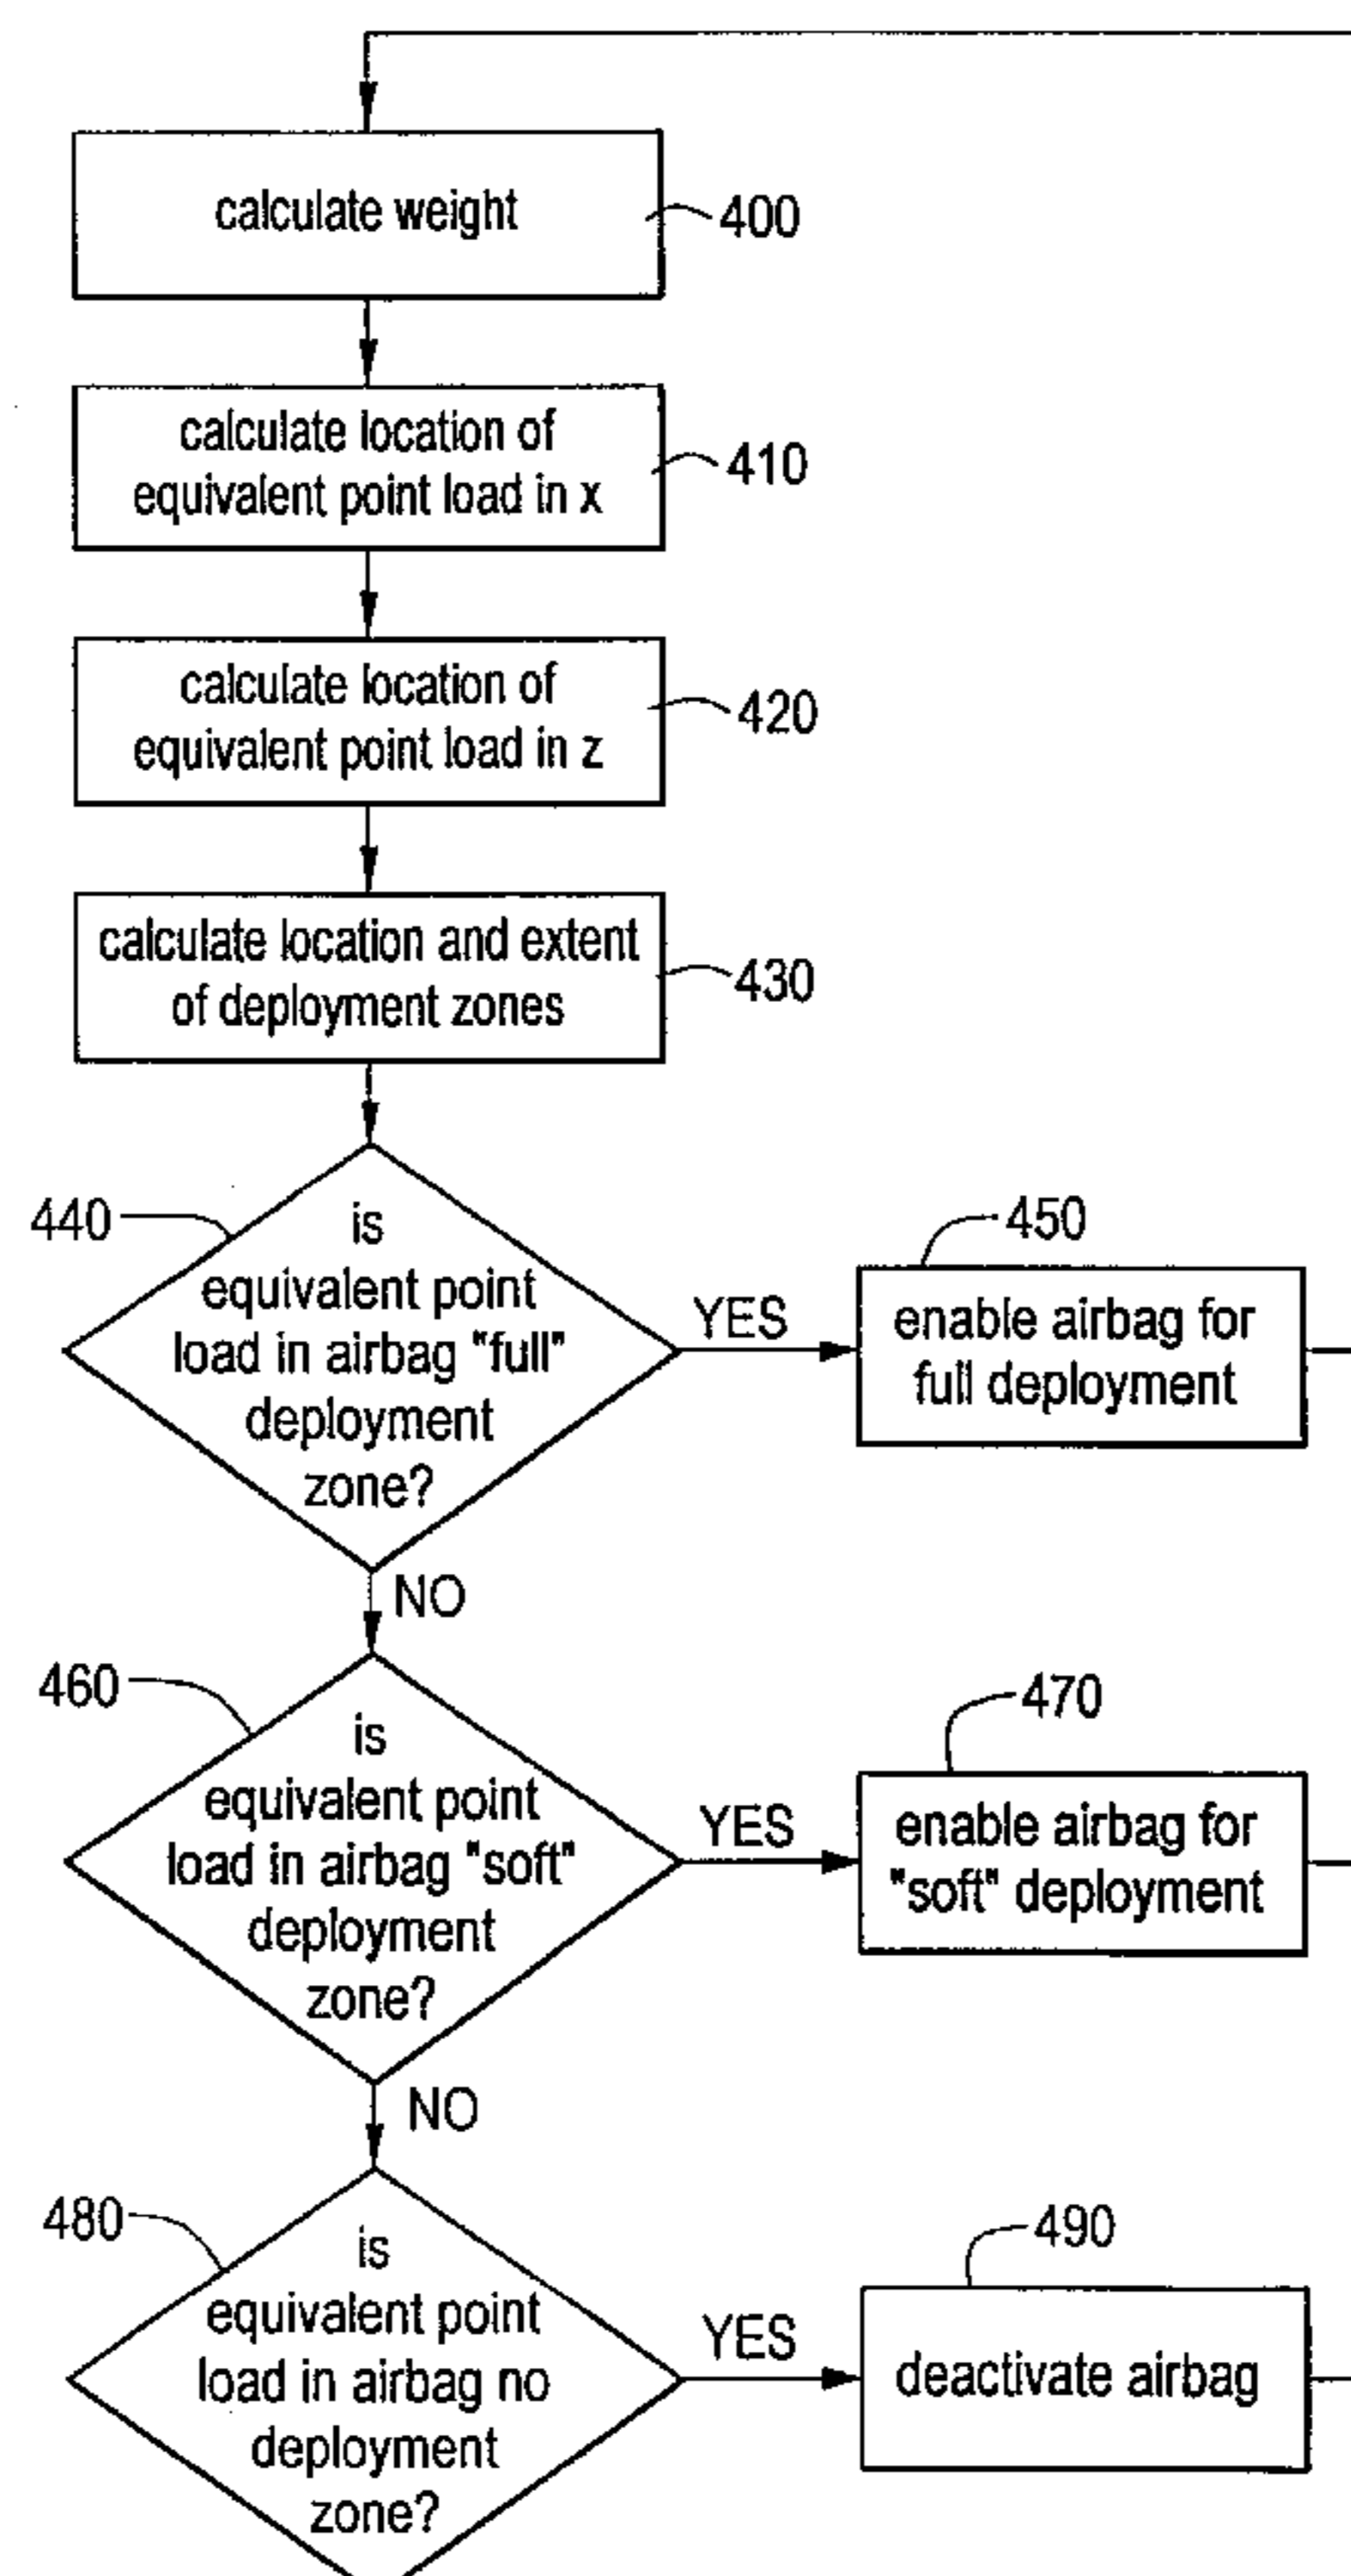 calculate weight
400
calculate location of
equivalent point load in x
410
calculate location of
equivalent point load in z
420
calculate location and extent
of deployment zones
430
440
is
equivalent point
load in airbag "full"
deployment
zone?
YES
450
enable airbag for
full deployment
NO
460
is
equivalent point
load in airbag "soft"
deployment
zone?
YES
470
enable airbag for
"soft" deployment
NO
480
is
equivalent point
load in airbag no
deployment
zone?
YES
490
deactivate airbag